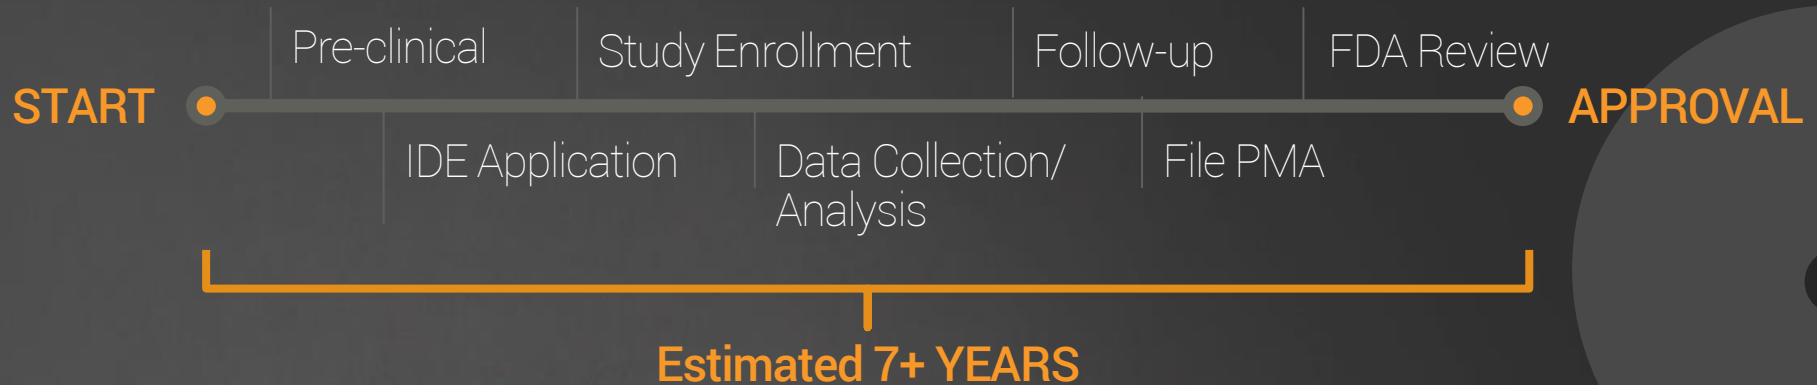 Pre-clinical
Study Enrollment
Follow-up
FDA Review
START
APPROVAL
IDE Application
Data Collection/
Analysis
File PMA
Estimated 7+ YEARS